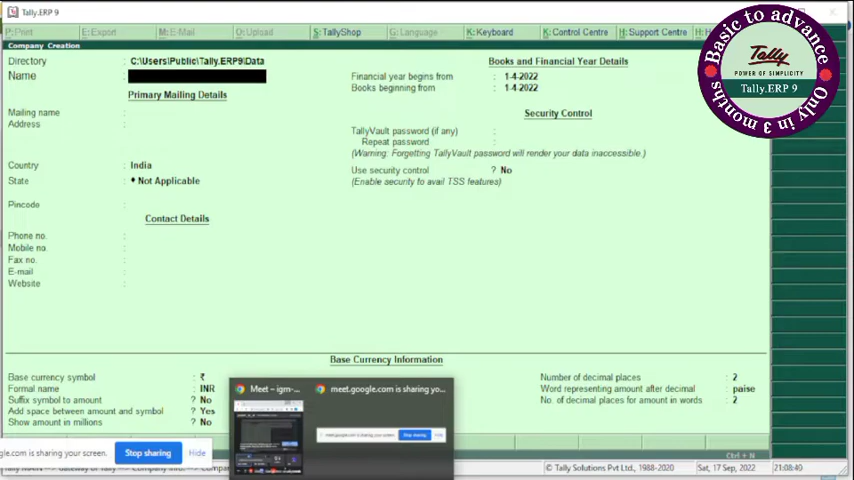 Tally.ERP 9
P: Print E: Export M: E-Mail O: Upload S: TallyShop G: Language K: Keyboard K: Control Centre H: Support Centre
Company Creation
Directory : C:\Users\Public\Tally.ERP9\Data
Name :
Primary Mailing Details
Mailing name :
Address :
Country : India
State : ♦ Not Applicable
Pincode :
Contact Details
Phone no. :
Mobile no. :
Fax no. :
E-mail :
Website :
Books and Financial Year Details
Financial year begins from : 1-4-2022
Books beginning from : 1-4-2022
Security Control
TallyVault password (if any) :
Repeat password :
(Warning: Forgetting TallyVault password will render your data inaccessible.)
Use security control ? No
(Enable security to avail TSS features)
Basic to advance
Tally
POWER OF SIMPLICITY
Tally.ERP 9
Only in 3 months
Base Currency Information
Base currency symbol : ₹
Formal name : INR
Suffix symbol to amount ? No
Add space between amount and symbol ? Yes
Show amount in millions ? No
Number of decimal places : 2
Word representing amount after decimal : paise
No. of decimal places for amount in words : 2
Meet – igm-...
meet.google.com is sharing yo...
Stop sharing
.google.com is sharing your screen.
Stop sharing
Hide
Ctrl + N
© Tally Solutions Pvt Ltd., 1988-2020
Sat, 17 Sep, 2022
21:08:40